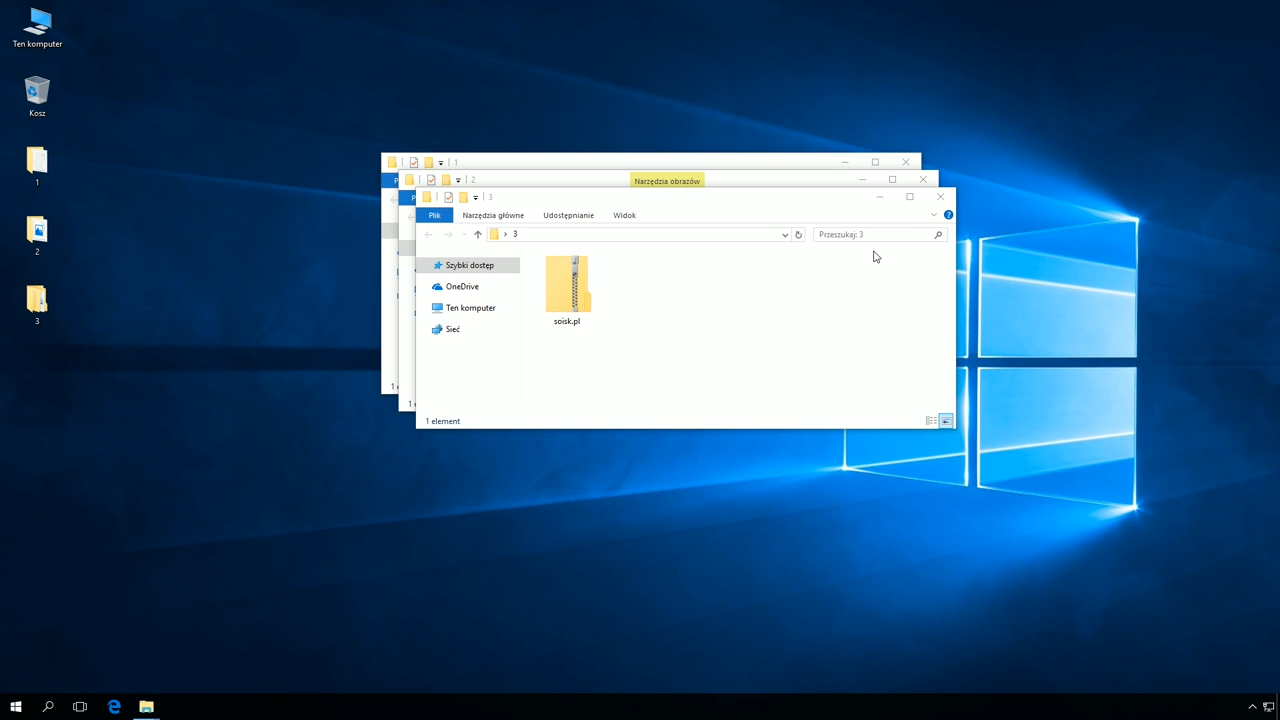 Ten komputer
Kosz
1
2
3
1
2
Narzędzia obrazów
3
Plik
Narzędzia główne
Udostępnianie
Widok
3
Przeszukaj: 3
Szybki dostęp
OneDrive
Ten komputer
Sieć
soisk.pl
1 element